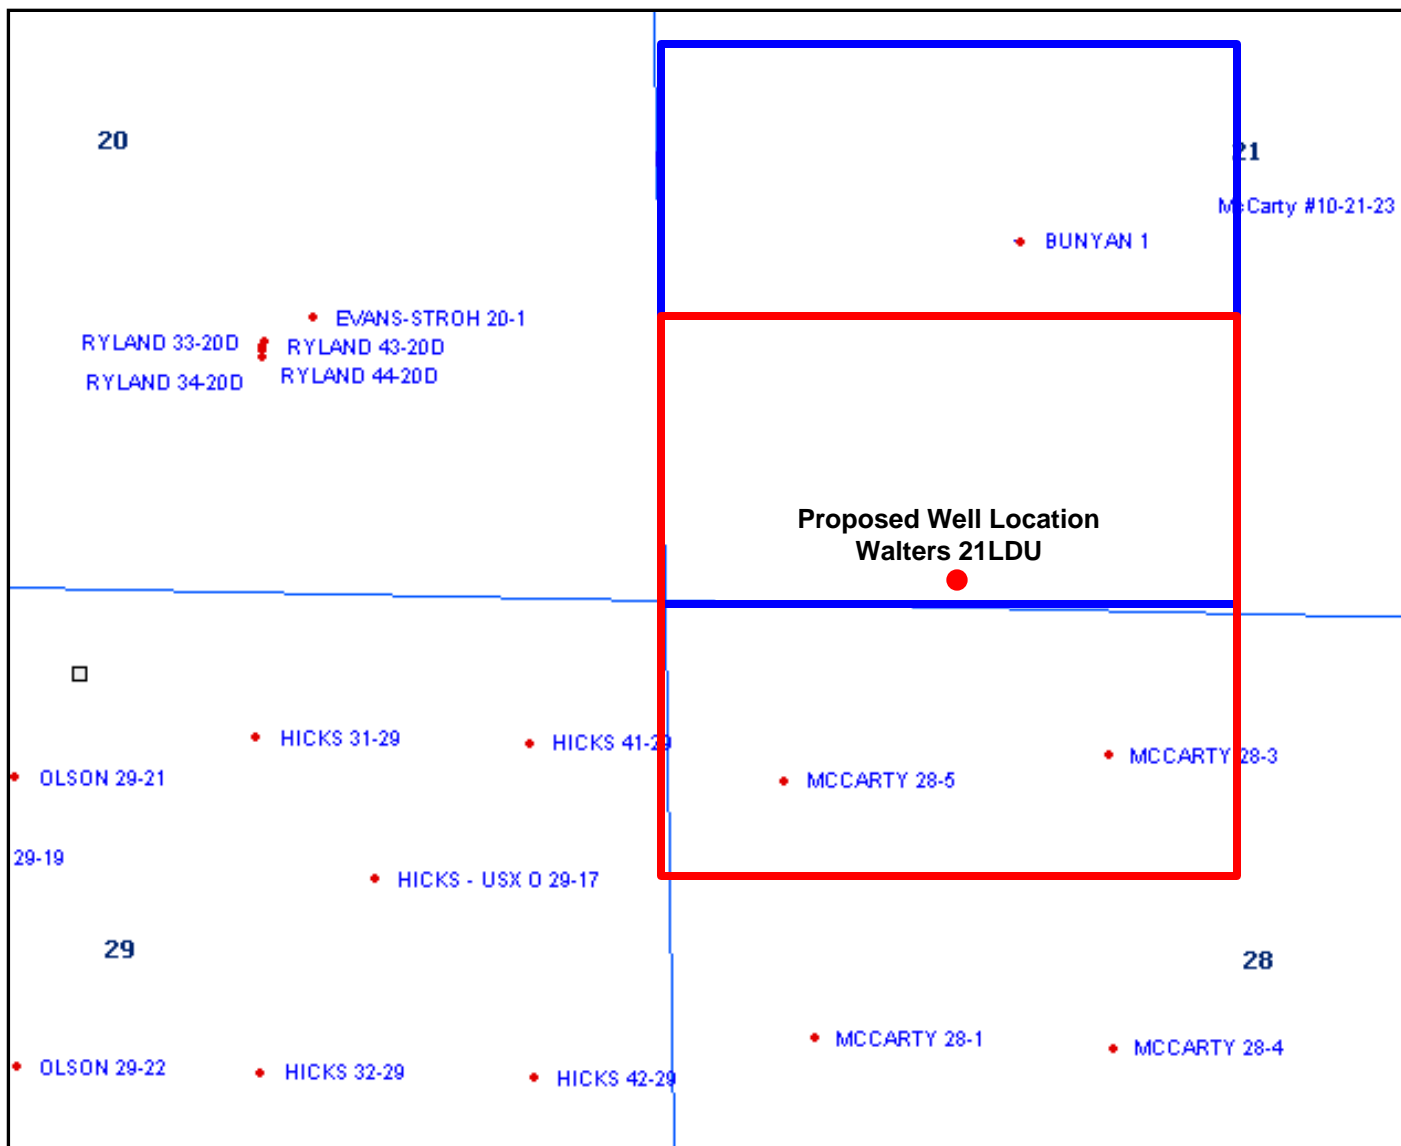 20
21
McCarty #10-21-23
BUNYAN 1
EVANS-STROH 20-1
RYLAND 33-20D
RYLAND 43-20D
RYLAND 34-20D
RYLAND 44-20D
Proposed Well Location
Walters 21LDU
HICKS 31-29
HICKS 41-29
OLSON 29-21
MCCARTY 28-5
MCCARTY 28-3
29-19
HICKS - USX O 29-17
29
28
MCCARTY 28-1
MCCARTY 28-4
OLSON 29-22
HICKS 32-29
HICKS 42-29